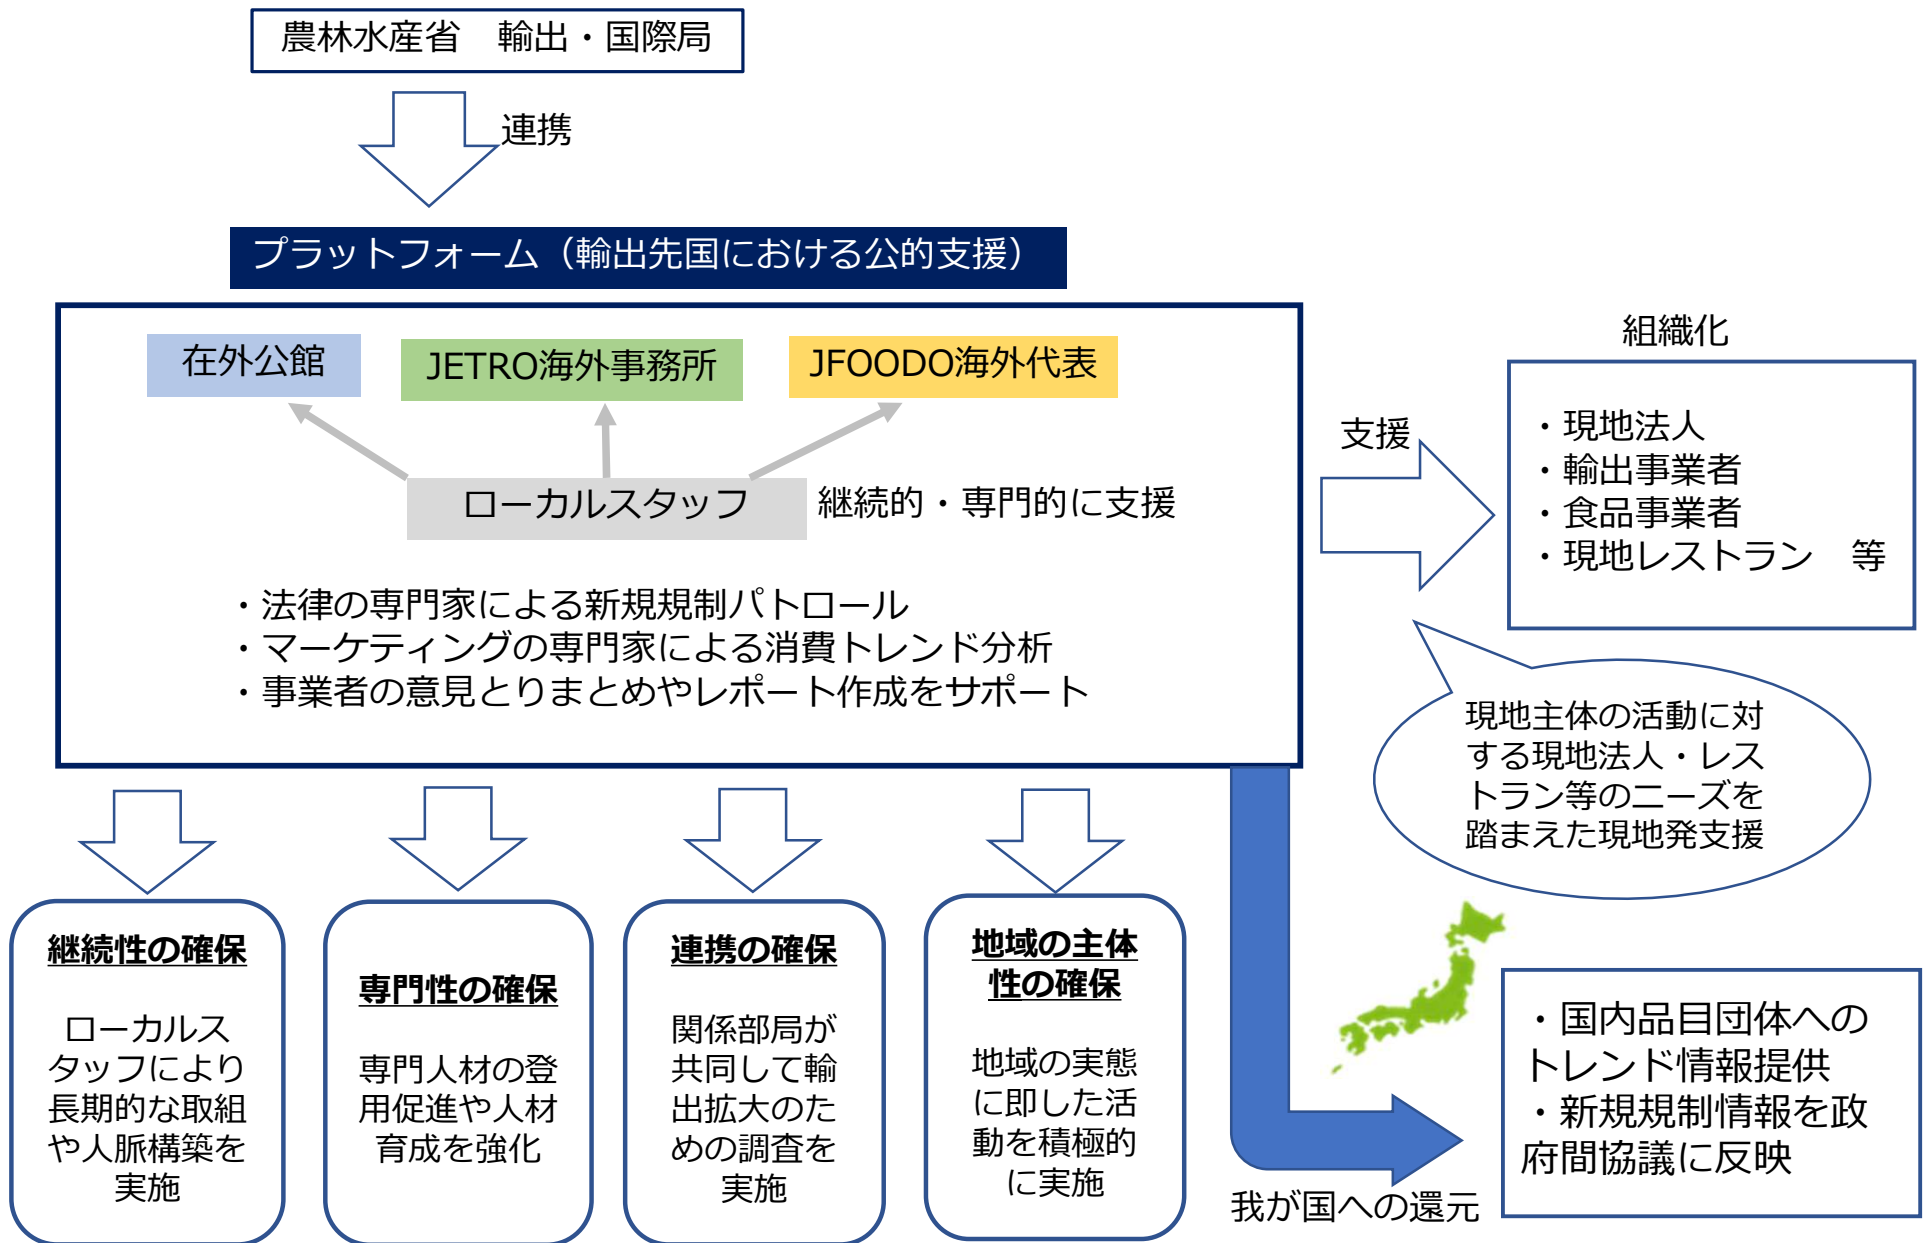 農林水産省　輸出・国際局
連携
プラットフォーム（輸出先国における公的支援）
在外公館
JETRO海外事務所
JFOODO海外代表
ローカルスタッフ
継続的・専門的に支援
・法律の専門家による新規規制パトロール
・マーケティングの専門家による消費トレンド分析
・事業者の意見とりまとめやレポート作成をサポート
支援
組織化
・現地法人
・輸出事業者
・食品事業者
・現地レストラン　等
現地主体の活動に対
する現地法人・レス
トラン等のニーズを
踏まえた現地発支援
継続性の確保
ローカルス
タッフにより
長期的な取組
や人脈構築を
実施
専門性の確保
専門人材の登
用促進や人材
育成を強化
連携の確保
関係部局が
共同して輸
出拡大のた
めの調査を
実施
地域の主体
性の確保
地域の実態
に即した活
動を積極的
に実施
我が国への還元
・国内品目団体への
トレンド情報提供
・新規規制情報を政
府間協議に反映